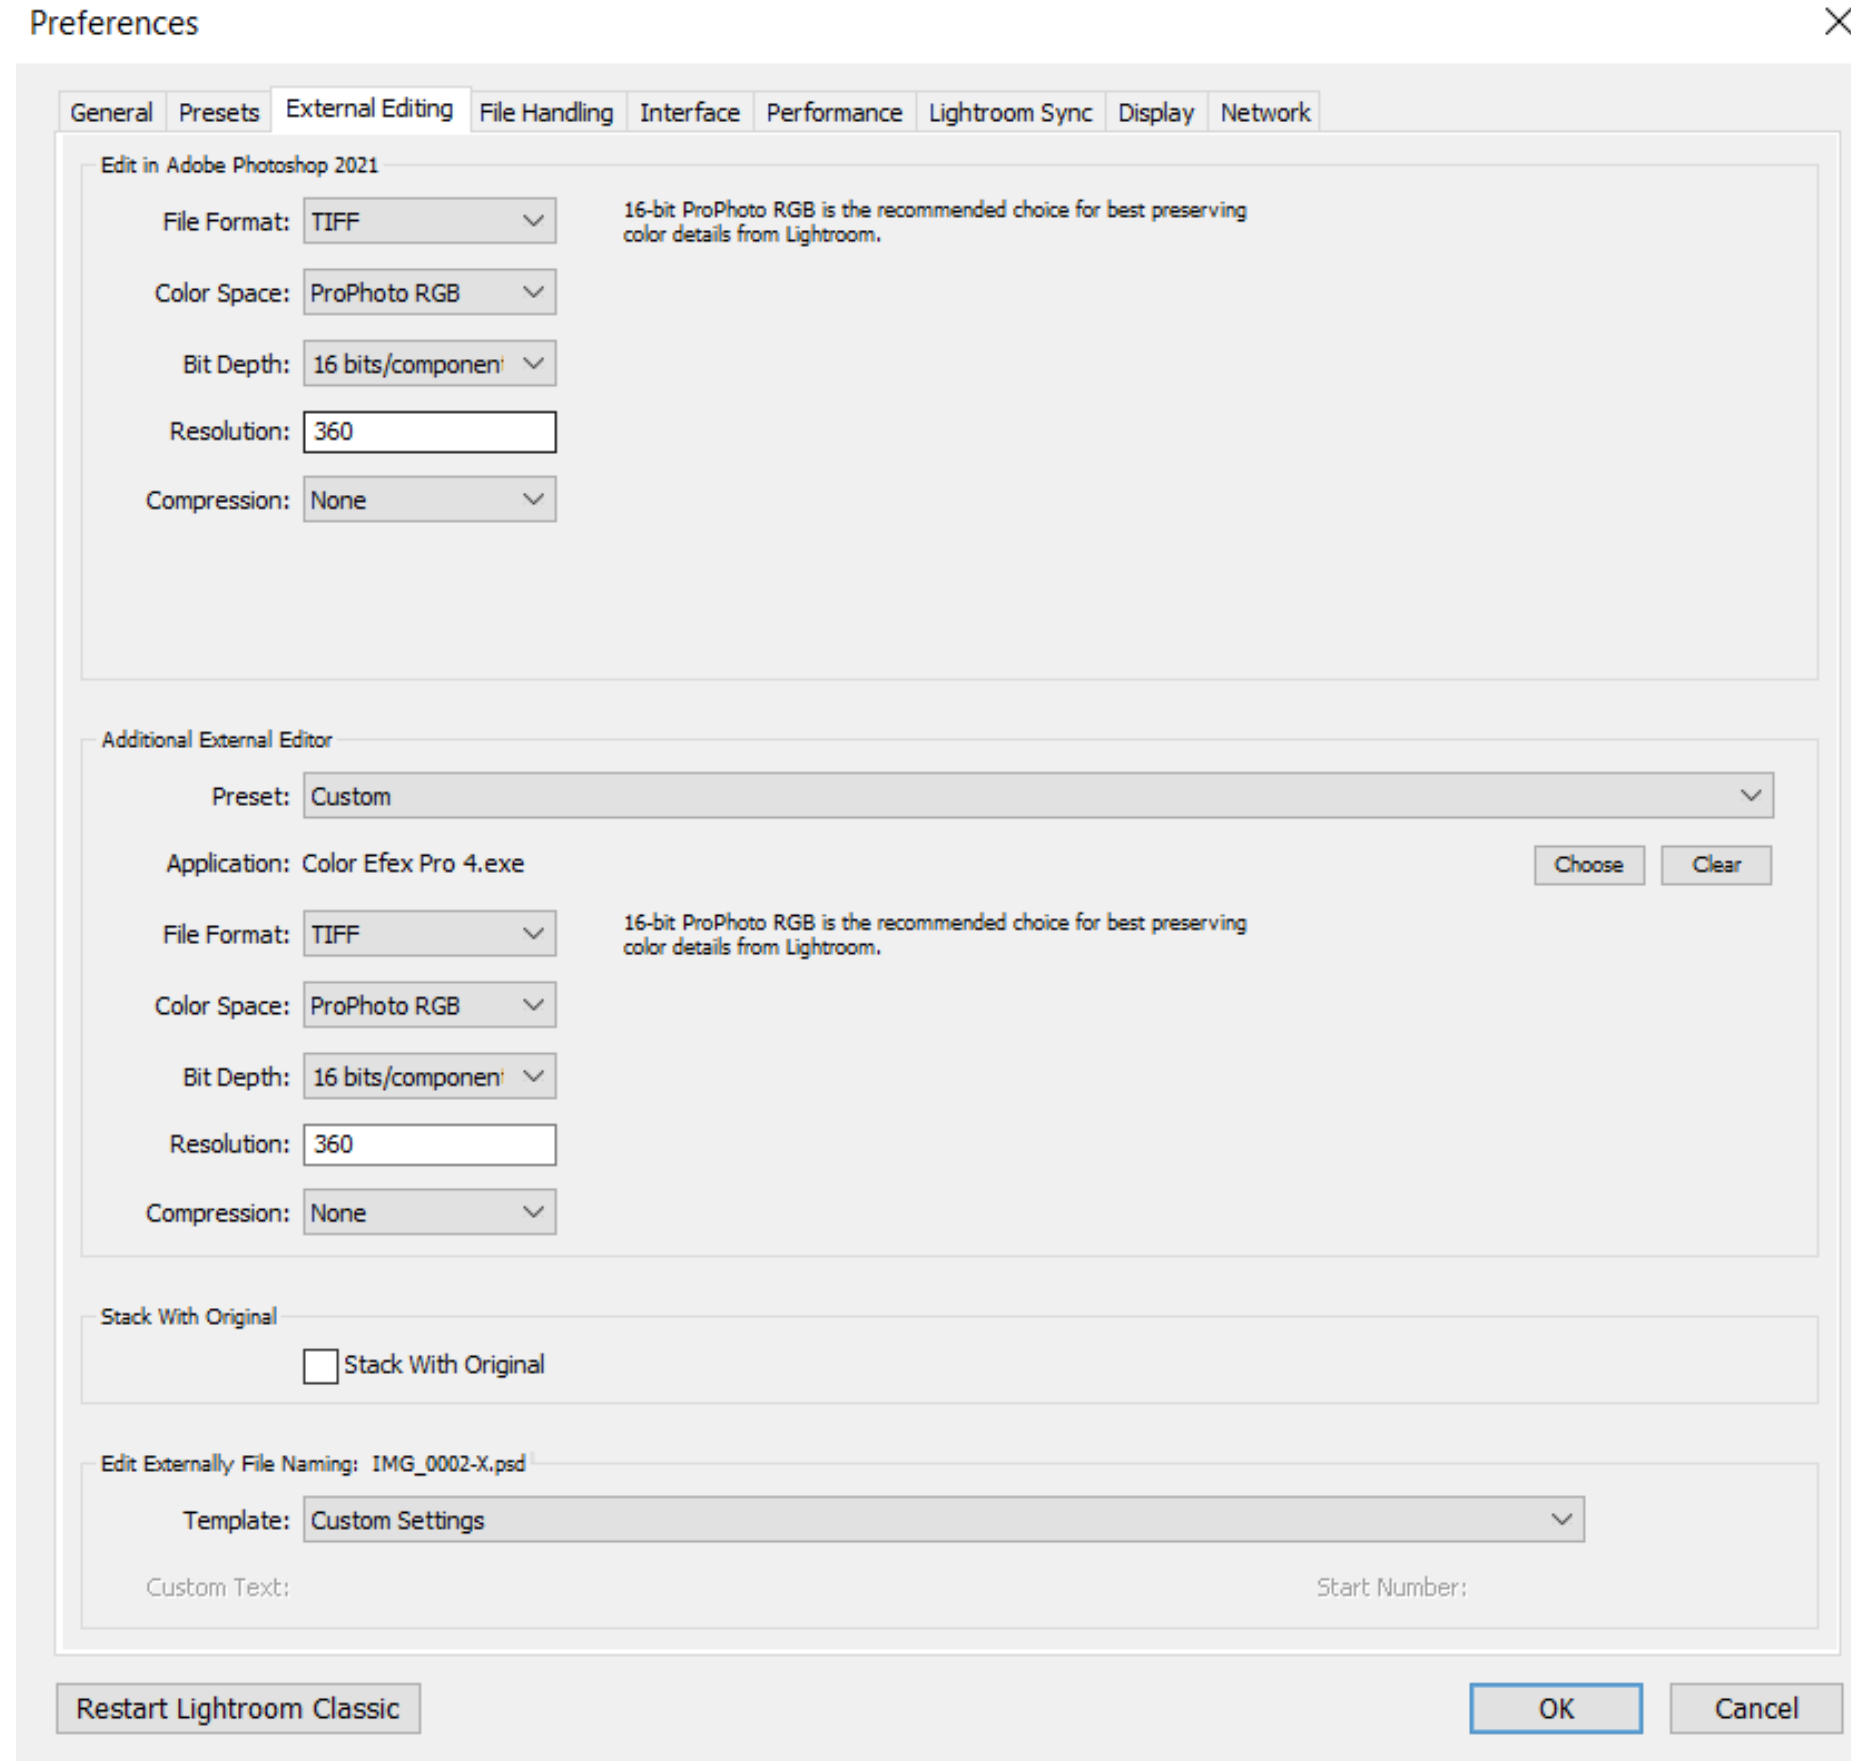 Preferences
General Presets External Editing File Handling Interface Performance Lightroom Sync Display Network
Edit in Adobe Photoshop 2021
File Format: TIFF
16-bit ProPhoto RGB is the recommended choice for best preserving
color details from Lightroom.
Color Space: ProPhoto RGB
Bit Depth: 16 bits/component
Resolution: 360
Compression: None
Additional External Editor
Preset: Custom
Application: Color Efex Pro 4.exe Choose Clear
File Format: TIFF
16-bit ProPhoto RGB is the recommended choice for best preserving
color details from Lightroom.
Color Space: ProPhoto RGB
Bit Depth: 16 bits/component
Resolution: 360
Compression: None
Stack With Original
Stack With Original
Edit Externally File Naming: IMG_0002-X.psd
Template: Custom Settings
Custom Text: Start Number:
Restart Lightroom Classic OK Cancel